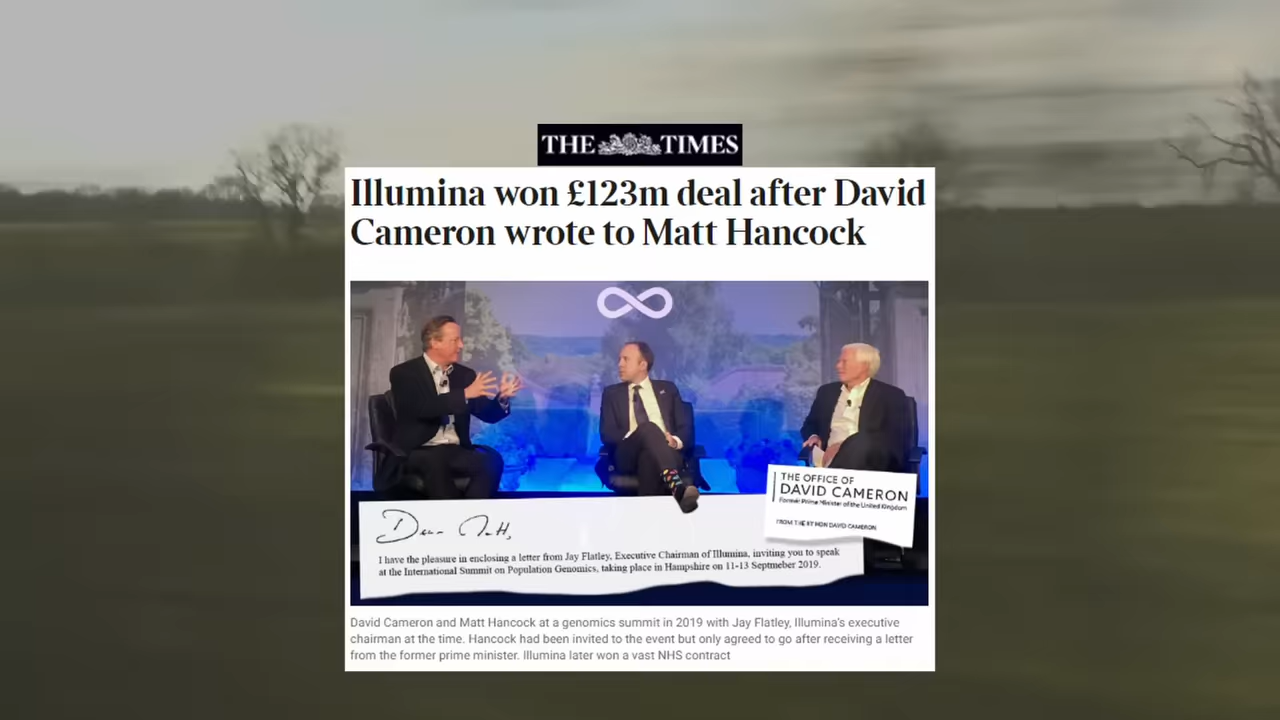 THE TIMES
Illumina won £123m deal after David
Cameron wrote to Matt Hancock
THE OFFICE OF
DAVID CAMERON
Former Prime Minister of the United Kingdom
FROM THE RT HON DAVID CAMERON
Dear Matt,
I have the pleasure in enclosing a letter from Jay Flatley, Executive Chairman of Illumina, inviting you to speak
at the International Summit on Population Genomics, taking place in Hampshire on 11-13 Septmeber 2019.
David Cameron and Matt Hancock at a genomics summit in 2019 with Jay Flatley, Illumina's executive
chairman at the time. Hancock had been invited to the event but only agreed to go after receiving a letter
from the former prime minister. Illumina later won a vast NHS contract